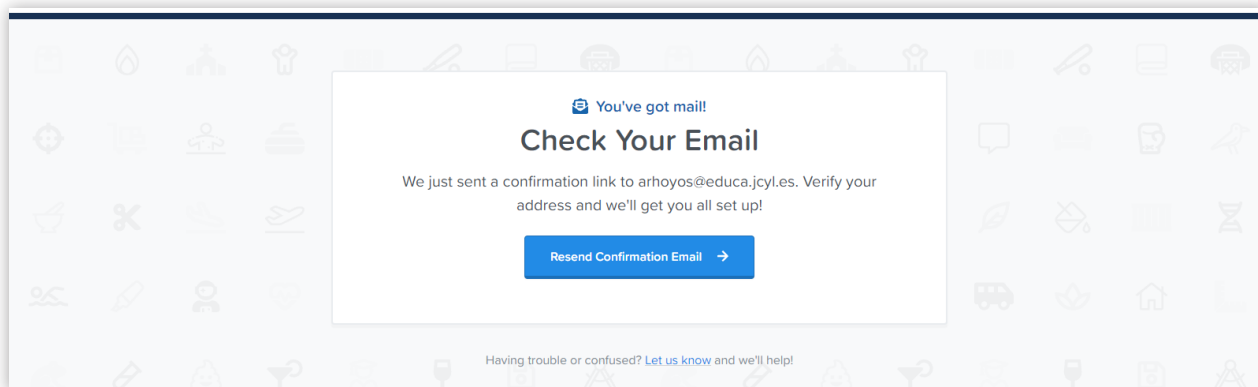 You've got mail!
Check Your Email
We just sent a confirmation link to arhoyos@educa.jcyl.es. Verify your
address and we'll get you all set up!
Resend Confirmation Email
Having trouble or confused? Let us know and we'll help!